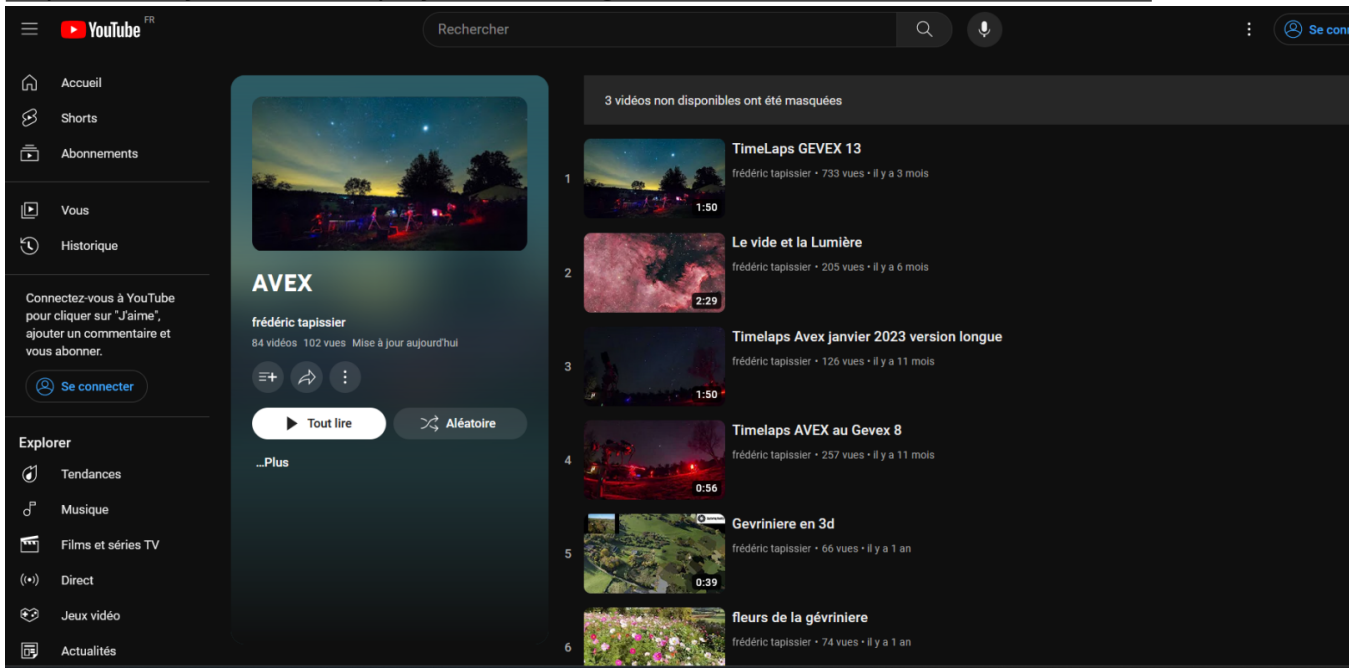 YouTube FR
Rechercher
Se conn
Accueil
Shorts
Abonnements
Vous
Historique
Connectez-vous à YouTube
pour cliquer sur "J'aime",
ajouter un commentaire et
vous abonner.
Se connecter
Explorer
Tendances
Musique
Films et séries TV
Direct
Jeux vidéo
Actualités
AVEX
frédéric tapissier
84 vidéos 102 vues Mise à jour aujourd'hui
Tout lire
Aléatoire
...Plus
3 vidéos non disponibles ont été masquées
1
1:50
TimeLaps GEVEX 13
frédéric tapissier • 733 vues • il y a 3 mois
2
2:29
Le vide et la Lumière
frédéric tapissier • 205 vues • il y a 6 mois
3
1:50
Timelaps Avex janvier 2023 version longue
frédéric tapissier • 126 vues • il y a 11 mois
4
0:56
Timelaps AVEX au Gevex 8
frédéric tapissier • 257 vues • il y a 11 mois
5
0:39
Gevriniere en 3d
frédéric tapissier • 66 vues • il y a 1 an
6
fleurs de la gévriniere
frédéric tapissier • 74 vues • il y a 1 an